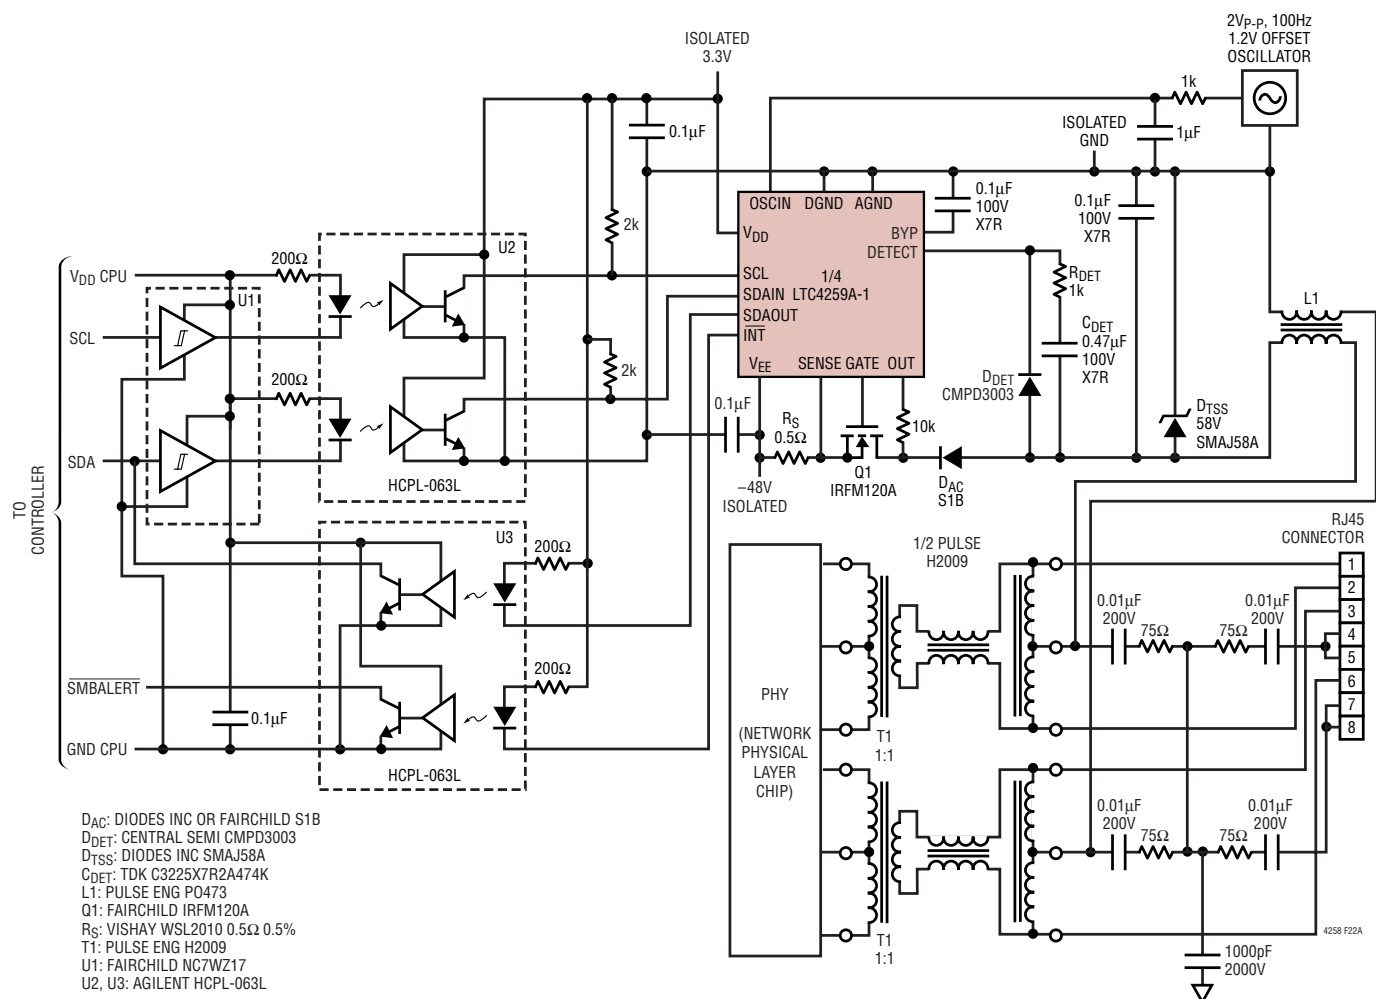 2VP-P, 100Hz
1.2V OFFSET
OSCILLATOR
ISOLATED
3.3V
1k
0.1µF
ISOLATED
GND
1µF
OSCIN DGND AGND
0.1µF
100V
X7R
0.1µF
100V
X7R
VDD
BYP
DETECT
2k
U2
200Ω
VDD CPU
U1
SCL
SCL
1/4
SDAIN LTC4259A-1
SDAOUT
INT
VEE SENSE GATE OUT
RDET
1k
CDET
0.47µF
100V
X7R
L1
DDET
CMPD3003
2k
200Ω
0.1µF
RS
0.5Ω
10k
DTSS
58V
SMAJ58A
SDA
TO
CONTROLLER
HCPL-063L
–48V
ISOLATED
Q1
IRFM120A
DAC
S1B
U3
200Ω
1/2 PULSE
H2009
RJ45
CONNECTOR
1
2
3
4
5
6
7
8
0.01µF
200V
75Ω
75Ω
0.01µF
200V
200Ω
SMBALERT
0.1µF
GND CPU
HCPL-063L
PHY
(NETWORK
PHYSICAL
LAYER
CHIP)
T1
1:1
0.01µF
200V
75Ω
75Ω
0.01µF
200V
T1
1:1
1000pF
2000V
4258 F22A
DAC: DIODES INC OR FAIRCHILD S1B
DDET: CENTRAL SEMI CMPD3003
DTSS: DIODES INC SMAJ58A
CDET: TDK C3225X7R2A474K
L1: PULSE ENG PO473
Q1: FAIRCHILD IRFM120A
RS: VISHAY WSL2010 0.5Ω 0.5%
T1: PULSE ENG H2009
U1: FAIRCHILD NC7WZ17
U2, U3: AGILENT HCPL-063L